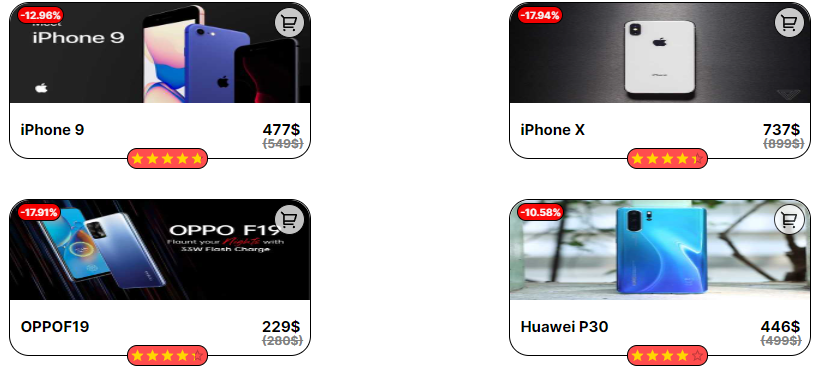 -12.96%
Meet
iPhone 9
iPhone 9
477$
(549$)
-17.94%
iPhone
iPhone X
737$
(899$)
-17.91%
OPPO F19
Flaunt your Nights with
33W Flash Charge
OPPOF19
229$
(280$)
-10.58%
Huawei P30
446$
(499$)